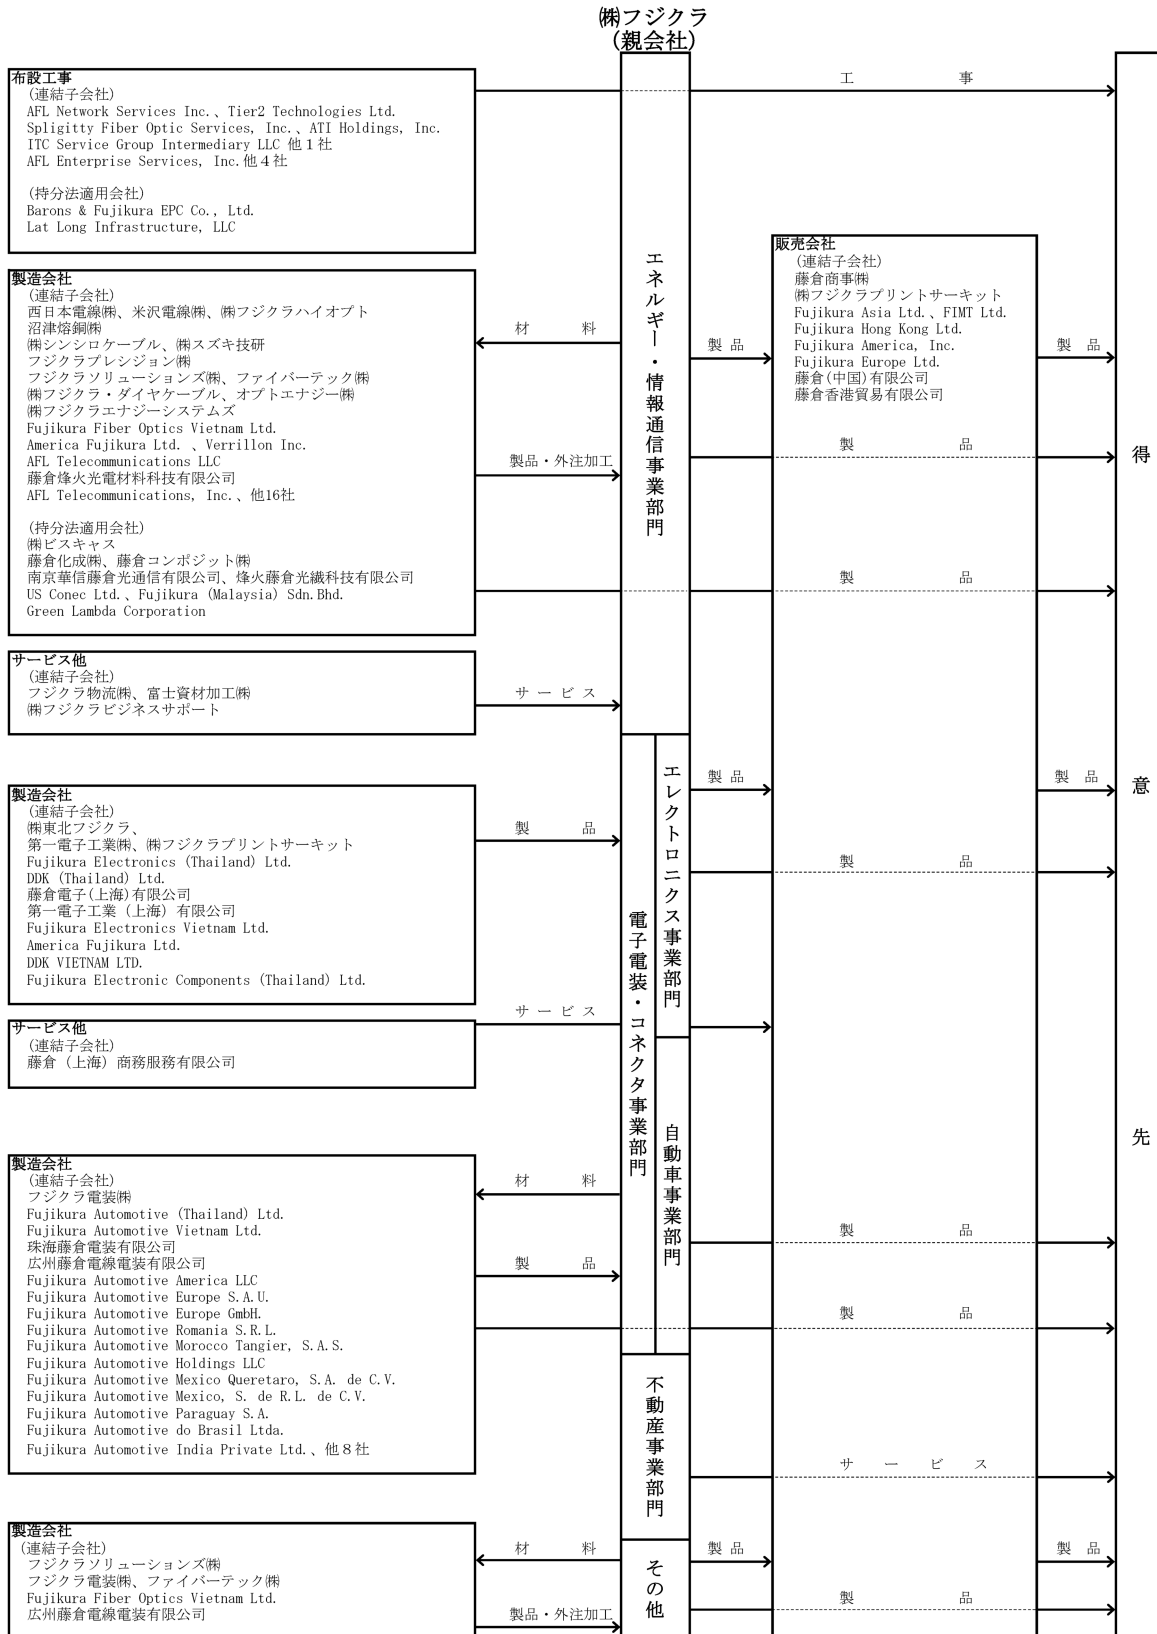 ㈱フジクラ
(親会社)
布設工事
(連結子会社)
AFL Network Services Inc.、Tier2 Technologies Ltd.
Spligitty Fiber Optic Services, Inc.、ATI Holdings, Inc.
ITC Service Group Intermediary LLC 他１社
AFL Enterprise Services, Inc.他４社
(持分法適用会社)
Barons & Fujikura EPC Co., Ltd.
Lat Long Infrastructure, LLC
工事
製造会社
(連結子会社)
西日本電線㈱、米沢電線㈱、㈱フジクラハイオプト
沼津熔銅㈱
㈱シンシロケーブル、㈱スズキ技研
フジクラプレシジョン㈱
フジクラソリューションズ㈱、ファイバーテック㈱
㈱フジクラ・ダイヤケーブル、オプトエナジー㈱
㈱フジクラエナジーシステムズ
Fujikura Fiber Optics Vietnam Ltd.
America Fujikura Ltd. 、Verrillon Inc.
AFL Telecommunications LLC
藤倉烽火光電材料科技有限公司
AFL Telecommunications, Inc.、他16社
(持分法適用会社)
㈱ビスキャス
藤倉化成㈱、藤倉コンポジット㈱
南京華信藤倉光通信有限公司、烽火藤倉光纖科技有限公司
US Conec Ltd.、Fujikura (Malaysia) Sdn.Bhd.
Green Lambda Corporation
材料
製品・外注加工
エネルギー・情報通信事業部門
製品
販売会社
(連結子会社)
藤倉商事㈱
㈱フジクラプリントサーキット
Fujikura Asia Ltd.、FIMT Ltd.
Fujikura Hong Kong Ltd.
Fujikura America, Inc.
Fujikura Europe Ltd.
藤倉(中国)有限公司
藤倉香港貿易有限公司
製品
製品
製品
得意先
サービス他
(連結子会社)
フジクラ物流㈱、富士資材加工㈱
㈱フジクラビジネスサポート
サービス
製造会社
(連結子会社)
㈱東北フジクラ、
第一電子工業㈱、㈱フジクラプリントサーキット
Fujikura Electronics (Thailand) Ltd.
DDK (Thailand) Ltd.
藤倉電子(上海)有限公司
第一電子工業（上海）有限公司
Fujikura Electronics Vietnam Ltd.
America Fujikura Ltd.
DDK VIETNAM LTD.
Fujikura Electronic Components (Thailand) Ltd.
製品
電子電装・コネクタ事業部門
エレクトロニクス事業部門
製品
製品
製品
サービス他
(連結子会社)
藤倉（上海）商務服務有限公司
サービス
製造会社
(連結子会社)
フジクラ電装㈱
Fujikura Automotive (Thailand) Ltd.
Fujikura Automotive Vietnam Ltd.
珠海藤倉電装有限公司
広州藤倉電線電装有限公司
Fujikura Automotive America LLC
Fujikura Automotive Europe S.A.U.
Fujikura Automotive Europe GmbH.
Fujikura Automotive Romania S.R.L.
Fujikura Automotive Morocco Tangier, S.A.S.
Fujikura Automotive Holdings LLC
Fujikura Automotive Mexico Queretaro, S.A. de C.V.
Fujikura Automotive Mexico, S. de R.L. de C.V.
Fujikura Automotive Paraguay S.A.
Fujikura Automotive do Brasil Ltda.
Fujikura Automotive India Private Ltd.、他８社
材料
製品
自動車事業部門
製品
製品
不動産事業部門
サービス
製造会社
(連結子会社)
フジクラソリューションズ㈱
フジクラ電装㈱、ファイバーテック㈱
Fujikura Fiber Optics Vietnam Ltd.
広州藤倉電線電装有限公司
材料
製品・外注加工
その他
製品
製品
製品